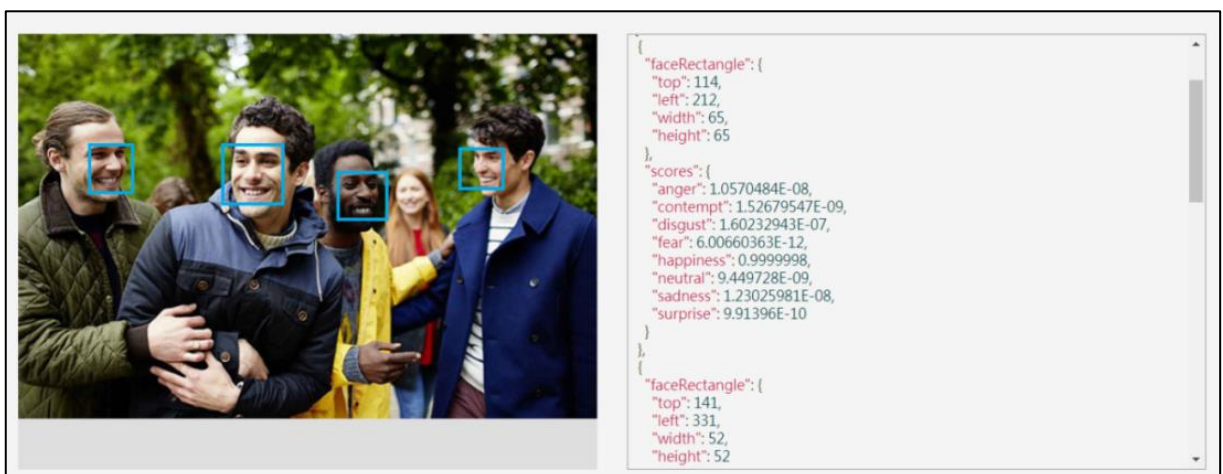 {
"faceRectangle": {
"top": 114,
"left": 212,
"width": 65,
"height": 65
},
"scores": {
"anger": 1.0570484E-08,
"contempt": 1.52679547E-09,
"disgust": 1.60232943E-07,
"fear": 6.00660363E-12,
"happiness": 0.9999998,
"neutral": 9.449728E-09,
"sadness": 1.23025981E-08,
"surprise": 9.91396E-10
}
},
{
"faceRectangle": {
"top": 141,
"left": 331,
"width": 52,
"height": 52